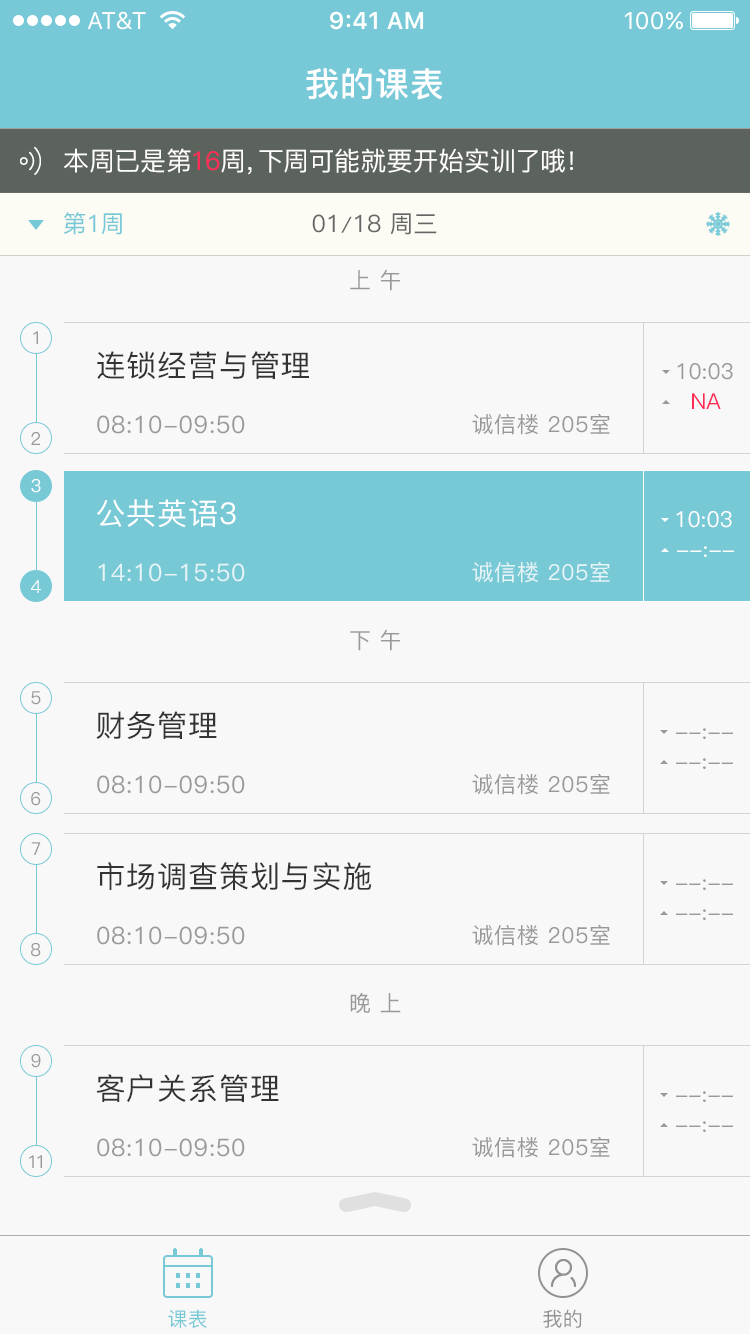 AT&T 9:41 AM 100%
我的课表
本周已是第16周, 下周可能就要开始实训了哦!
第1周 01/18 周三
上 午
1
连锁经营与管理
10:03
NA
2
08:10-09:50 诚信楼 205室
3
公共英语3
10:03
--:--
4
14:10-15:50 诚信楼 205室
下 午
5
财务管理
--:--
--:--
6
08:10-09:50 诚信楼 205室
7
市场调查策划与实施
--:--
--:--
8
08:10-09:50 诚信楼 205室
晚 上
9
客户关系管理
--:--
--:--
11
08:10-09:50 诚信楼 205室
课表 我的